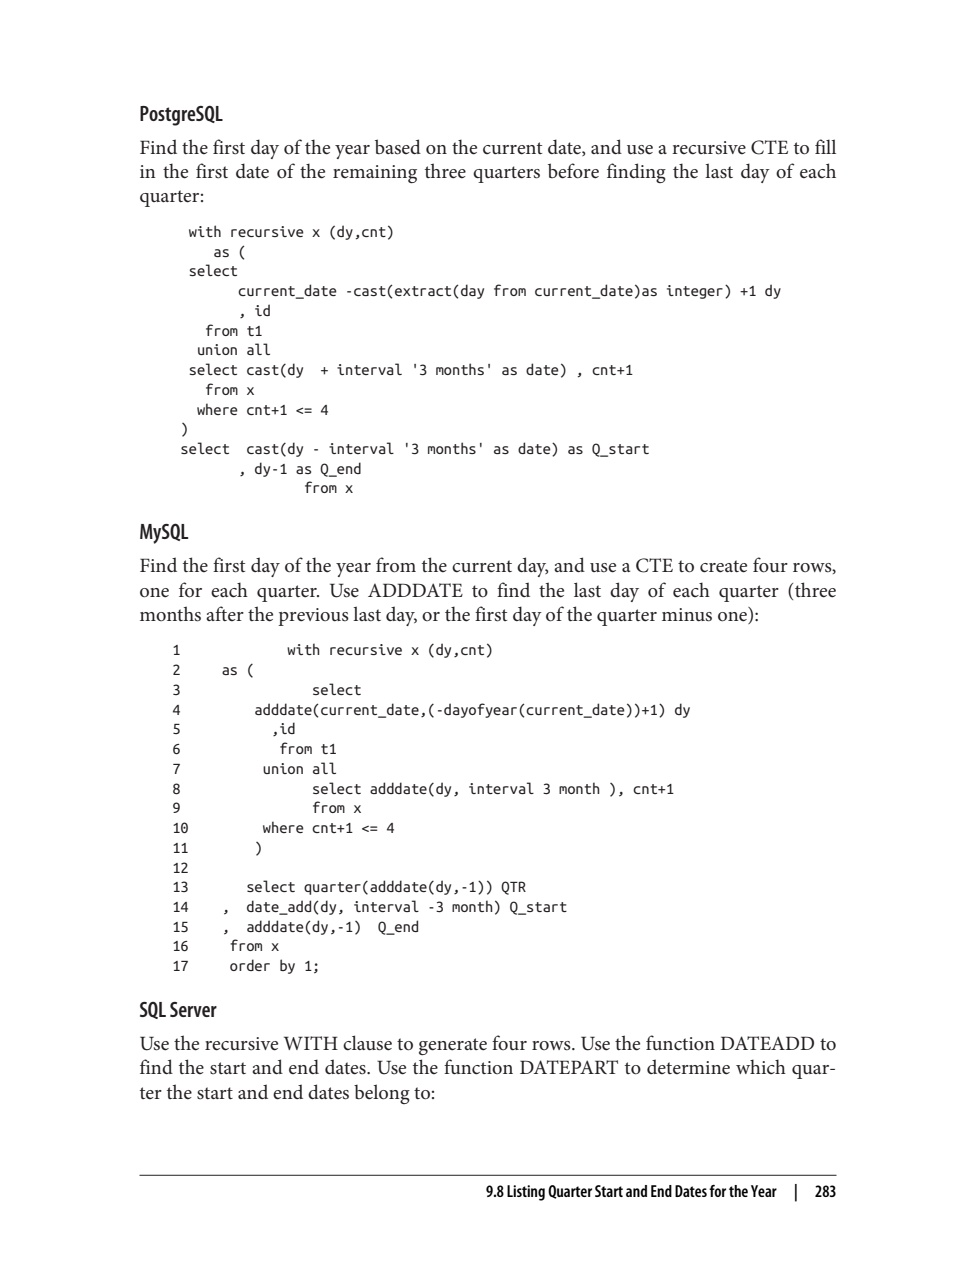 PostgreSQL
Find the first day of the year based on the current date, and use a recursive CTE to fill
in the first date of the remaining three quarters before finding the last day of each
quarter:
with recursive x (dy,cnt)
as (
select
current_date -cast(extract(day from current_date)as integer) +1 dy
, id
from t1
union all
select cast(dy  + interval '3 months' as date) , cnt+1
from x
where cnt+1 <= 4
)
select  cast(dy - interval '3 months' as date) as Q_start
, dy-1 as Q_end
from x
MySQL
Find the first day of the year from the current day, and use a CTE to create four rows,
one for each quarter. Use ADDDATE to find the last day of each quarter (three
months after the previous last day, or the first day of the quarter minus one):
1 with recursive x (dy,cnt)
2 as (
3 select
4 adddate(current_date,(-dayofyear(current_date))+1) dy
5 ,id
6 from t1
7 union all
8 select adddate(dy, interval 3 month ), cnt+1
9 from x
10 where cnt+1 <= 4
11 )
12
13 select quarter(adddate(dy,-1)) QTR
14 ,  date_add(dy, interval -3 month) Q_start
15 ,  adddate(dy,-1)  Q_end
16 from x
17 order by 1;
SQL Server
Use the recursive WITH clause to generate four rows. Use the function DATEADD to
find the start and end dates. Use the function DATEPART to determine which quar-
ter the start and end dates belong to:
9.8 Listing Quarter Start and End Dates for the Year | 283